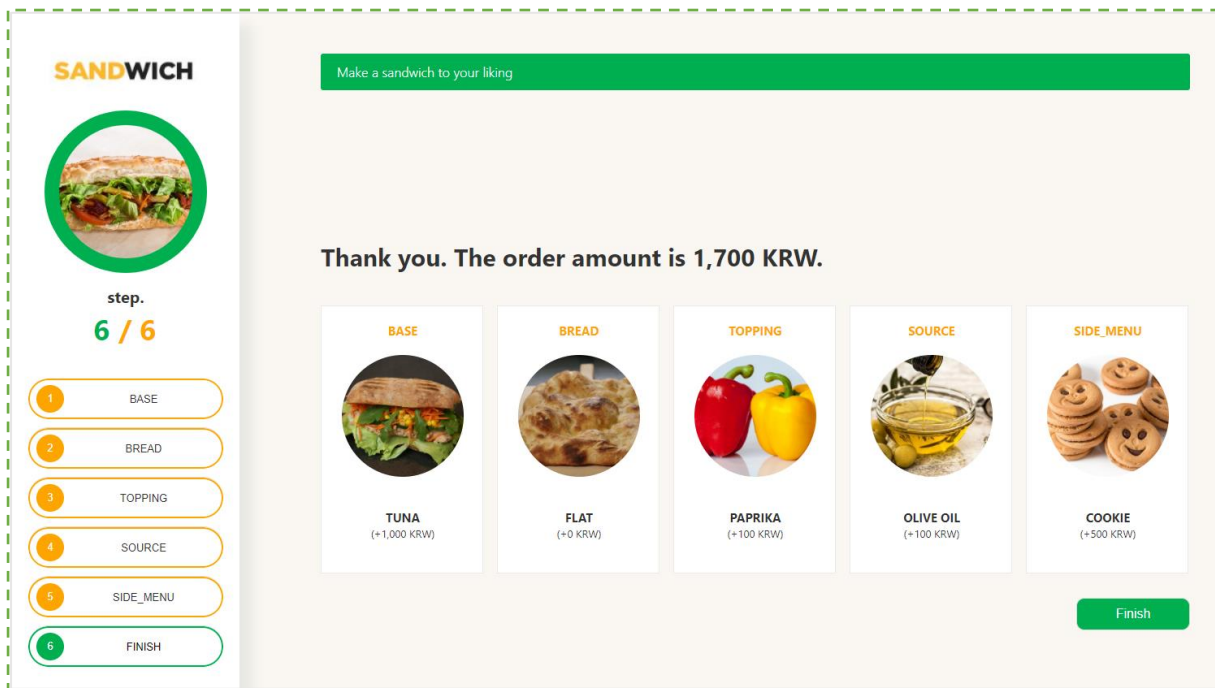 SANDWICH
step.
6 / 6
1 BASE
2 BREAD
3 TOPPING
4 SOURCE
5 SIDE_MENU
6 FINISH
Make a sandwich to your liking
Thank you. The order amount is 1,700 KRW.
BASE
TUNA
(+1,000 KRW)
BREAD
FLAT
(+0 KRW)
TOPPING
PAPRIKA
(+100 KRW)
SOURCE
OLIVE OIL
(+100 KRW)
SIDE_MENU
COOKIE
(+500 KRW)
Finish